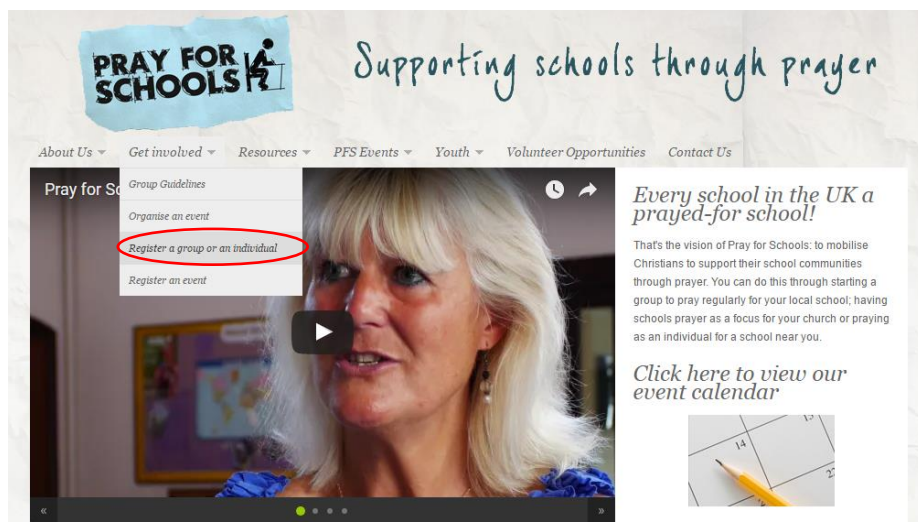 PRAY FOR
SCHOOLS
Supporting schools through prayer
About Us Get involved Resources PFS Events Youth Volunteer Opportunities Contact Us
Pray for Sc
Group Guidelines
Organise an event
Register a group or an individual
Register an event
Every school in the UK a
prayed-for school!
That's the vision of Pray for Schools: to mobilise
Christians to support their school communities
through prayer. You can do this through starting a
group to pray regularly for your local school; having
schools prayer as a focus for your church or praying
as an individual for a school near you.
Click here to view our
event calendar
14
22
« »